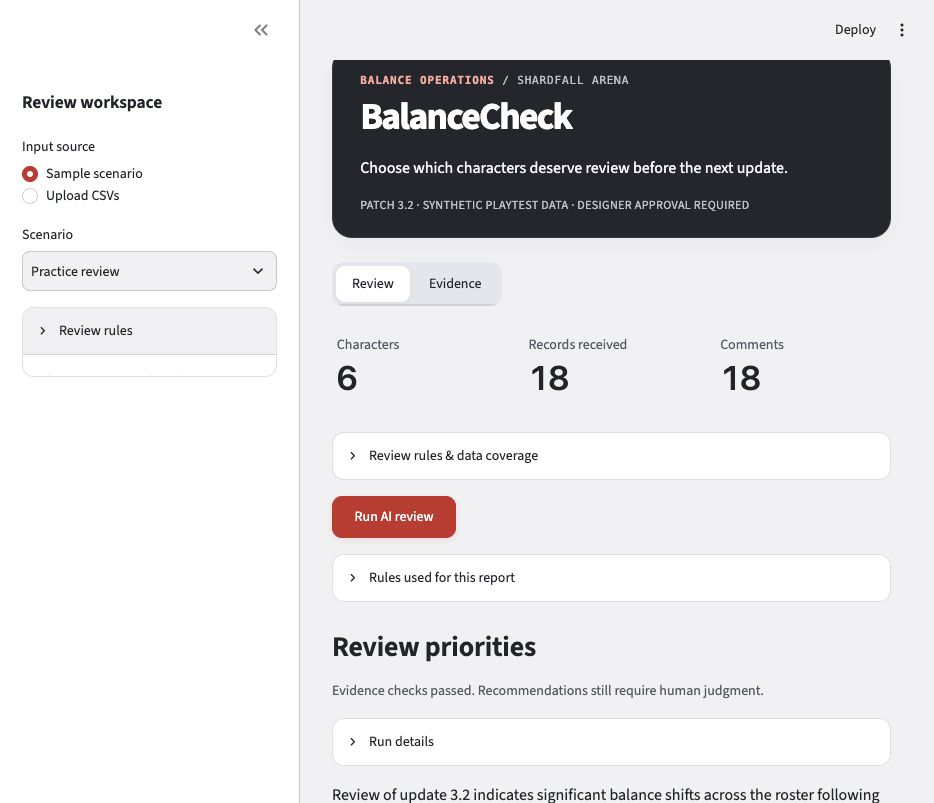 Deploy
Review workspace
Input source
Sample scenario
Upload CSVs
Scenario
Practice review
Review rules
BALANCE OPERATIONS / SHARDFALL ARENA
BalanceCheck
Choose which characters deserve review before the next update.
PATCH 3.2 · SYNTHETIC PLAYTEST DATA · DESIGNER APPROVAL REQUIRED
Review Evidence
Characters Records received Comments
6 18 18
Review rules & data coverage
Run AI review
Rules used for this report
Review priorities
Evidence checks passed. Recommendations still require human judgment.
Run details
Review of update 3.2 indicates significant balance shifts across the roster following